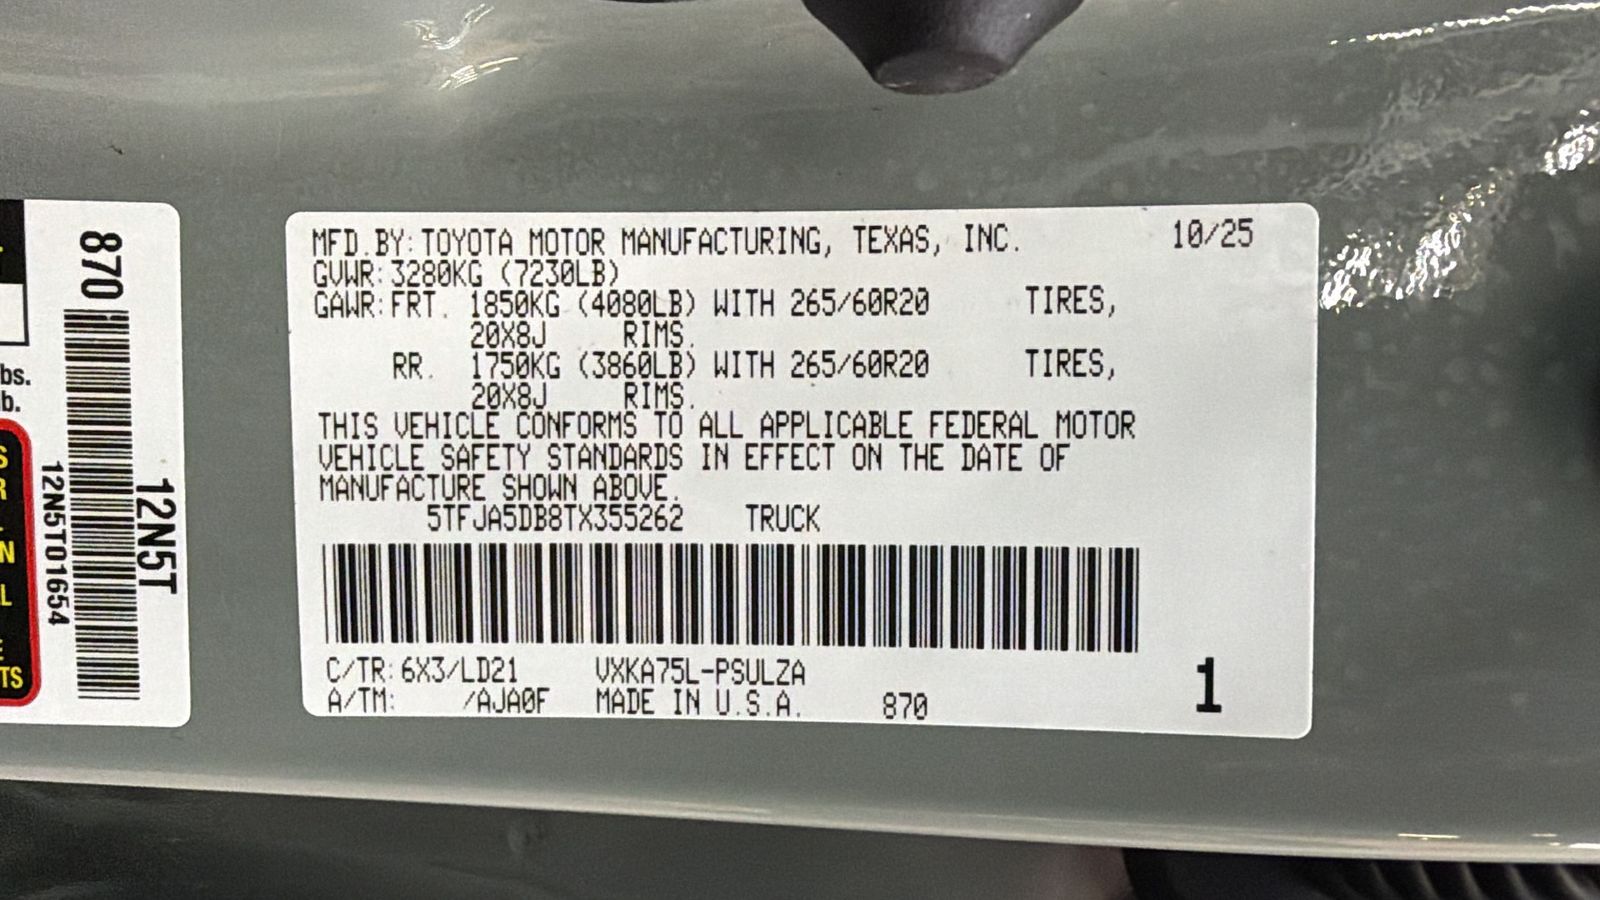 MFD.BY:TOYOTA MOTOR MANUFACTURING, TEXAS, INC. 10/25
GVWR:3280KG (7230LB)
GAWR:FRT. 1850KG (4080LB) WITH 265/60R20 TIRES,
20X8J RIMS.
RR. 1750KG (3860LB) WITH 265/60R20 TIRES,
20X8J RIMS.
THIS VEHICLE CONFORMS TO ALL APPLICABLE FEDERAL MOTOR
VEHICLE SAFETY STANDARDS IN EFFECT ON THE DATE OF
MANUFACTURE SHOWN ABOVE.
5TFJA5DB8TX355262 TRUCK
C/TR:6X3/LD21 VXKA75L-PSULZA
A/TM: /AJA0F MADE IN U.S.A. 870
1
870
12N5T
12N5T01654
bs.
b.
S
R
N
L
E
TS